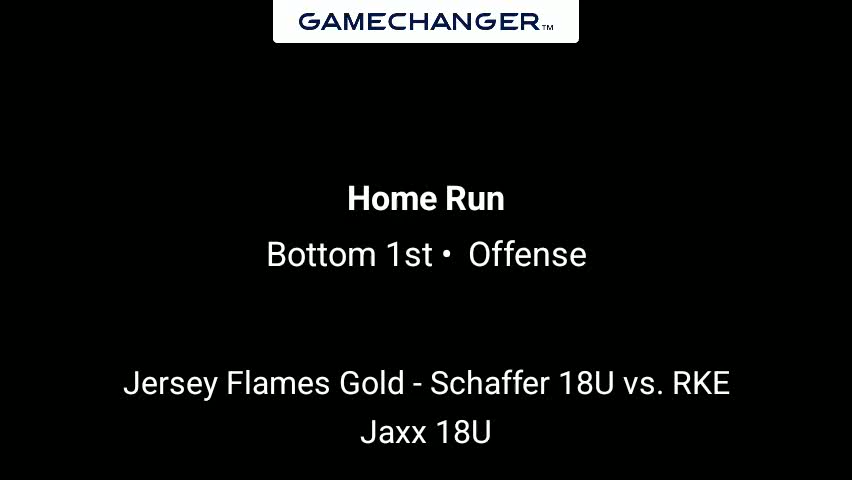 GAMECHANGER™
Home Run
Bottom 1st • Offense
Jersey Flames Gold - Schaffer 18U vs. RKE
Jaxx 18U